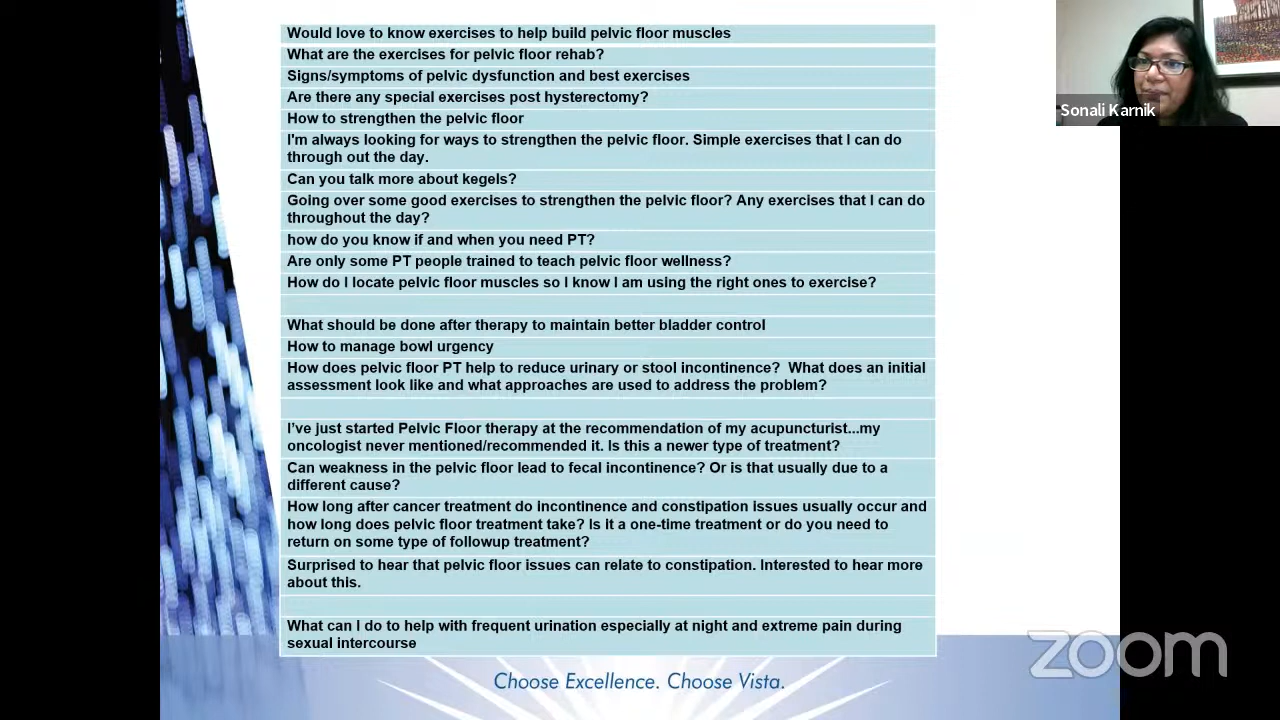 Would love to know exercises to help build pelvic floor muscles
What are the exercises for pelvic floor rehab?
Signs/symptoms of pelvic dysfunction and best exercises
Are there any special exercises post hysterectomy?
How to strengthen the pelvic floor
I'm always looking for ways to strengthen the pelvic floor. Simple exercises that I can do
through out the day.
Can you talk more about kegels?
Going over some good exercises to strengthen the pelvic floor? Any exercises that I can do
throughout the day?
how do you know if and when you need PT?
Are only some PT people trained to teach pelvic floor wellness?
How do I locate pelvic floor muscles so I know I am using the right ones to exercise?
What should be done after therapy to maintain better bladder control
How to manage bowl urgency
How does pelvic floor PT help to reduce urinary or stool incontinence?  What does an initial
assessment look like and what approaches are used to address the problem?
I've just started Pelvic Floor therapy at the recommendation of my acupuncturist...my
oncologist never mentioned/recommended it. Is this a newer type of treatment?
Can weakness in the pelvic floor lead to fecal incontinence? Or is that usually due to a
different cause?
How long after cancer treatment do incontinence and constipation issues usually occur and
how long does pelvic floor treatment take? Is it a one-time treatment or do you need to
return on some type of followup treatment?
Surprised to hear that pelvic floor issues can relate to constipation. Interested to hear more
about this.
What can I do to help with frequent urination especially at night and extreme pain during
sexual intercourse
Choose Excellence. Choose Vista.
Sonali Karnik
zoom